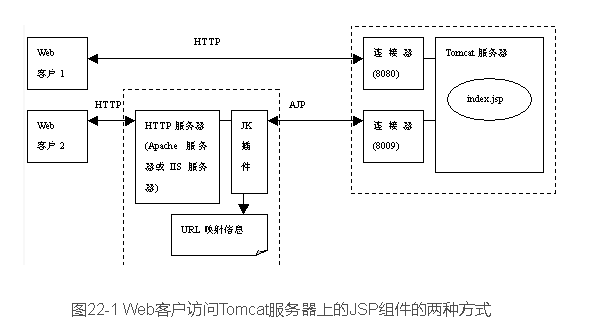 HTTP
Web
客户 1
连接器
(8080)
Tomcat 服务器
index.jsp
HTTP
AJP
Web
客户 2
HTTP 服务器
(Apache 服务
器或 IIS 服务
器)
JK
插
件
连接器
(8009)
URL 映射信息
图22-1 Web客户访问Tomcat服务器上的JSP组件的两种方式